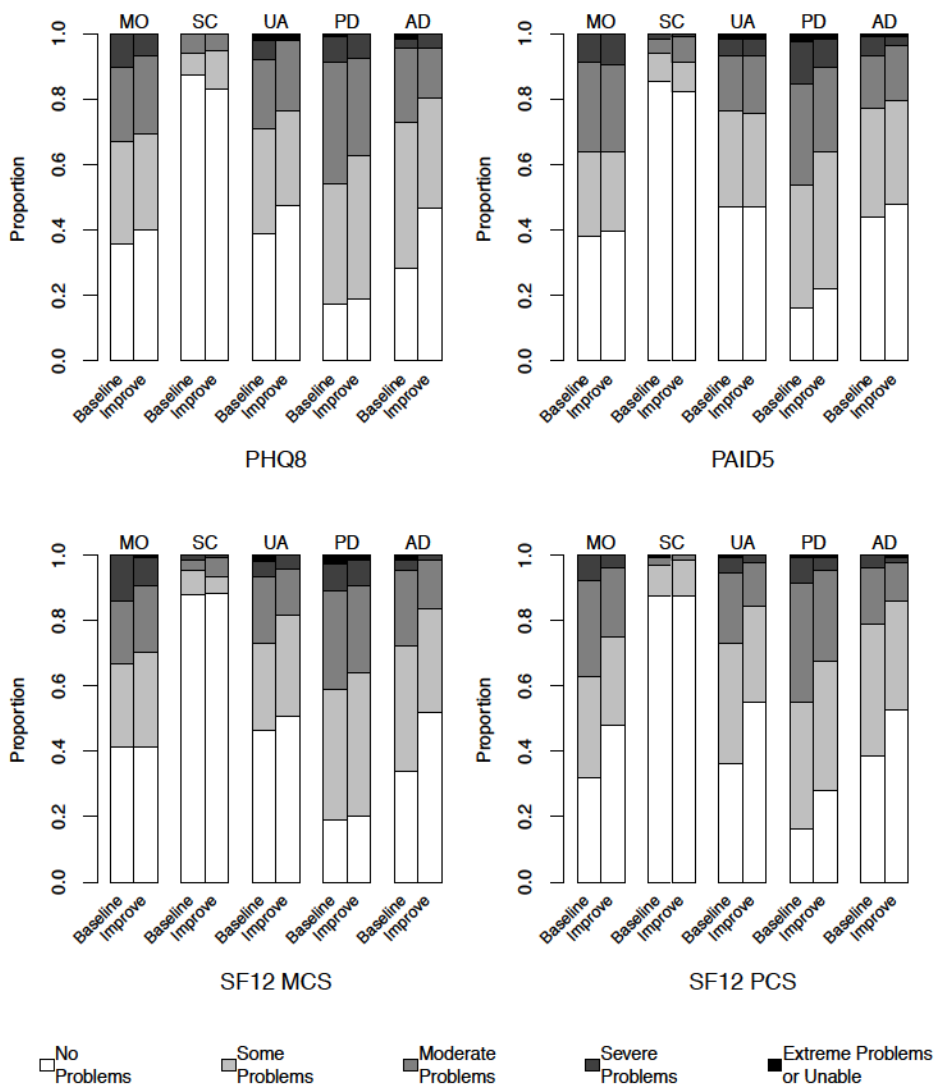 MO SC UA PD AD
Proportion
0.0 0.2 0.4 0.6 0.8 1.0
Baseline Improve Baseline Improve Baseline Improve Baseline Improve Baseline Improve
PHQ8
MO SC UA PD AD
Proportion
0.0 0.2 0.4 0.6 0.8 1.0
Baseline Improve Baseline Improve Baseline Improve Baseline Improve Baseline Improve
PAID5
MO SC UA PD AD
Proportion
0.0 0.2 0.4 0.6 0.8 1.0
Baseline Improve Baseline Improve Baseline Improve Baseline Improve Baseline Improve
SF12 MCS
MO SC UA PD AD
Proportion
0.0 0.2 0.4 0.6 0.8 1.0
Baseline Improve Baseline Improve Baseline Improve Baseline Improve Baseline Improve
SF12 PCS
No
Problems
Some
Problems
Moderate
Problems
Severe
Problems
Extreme Problems
or Unable